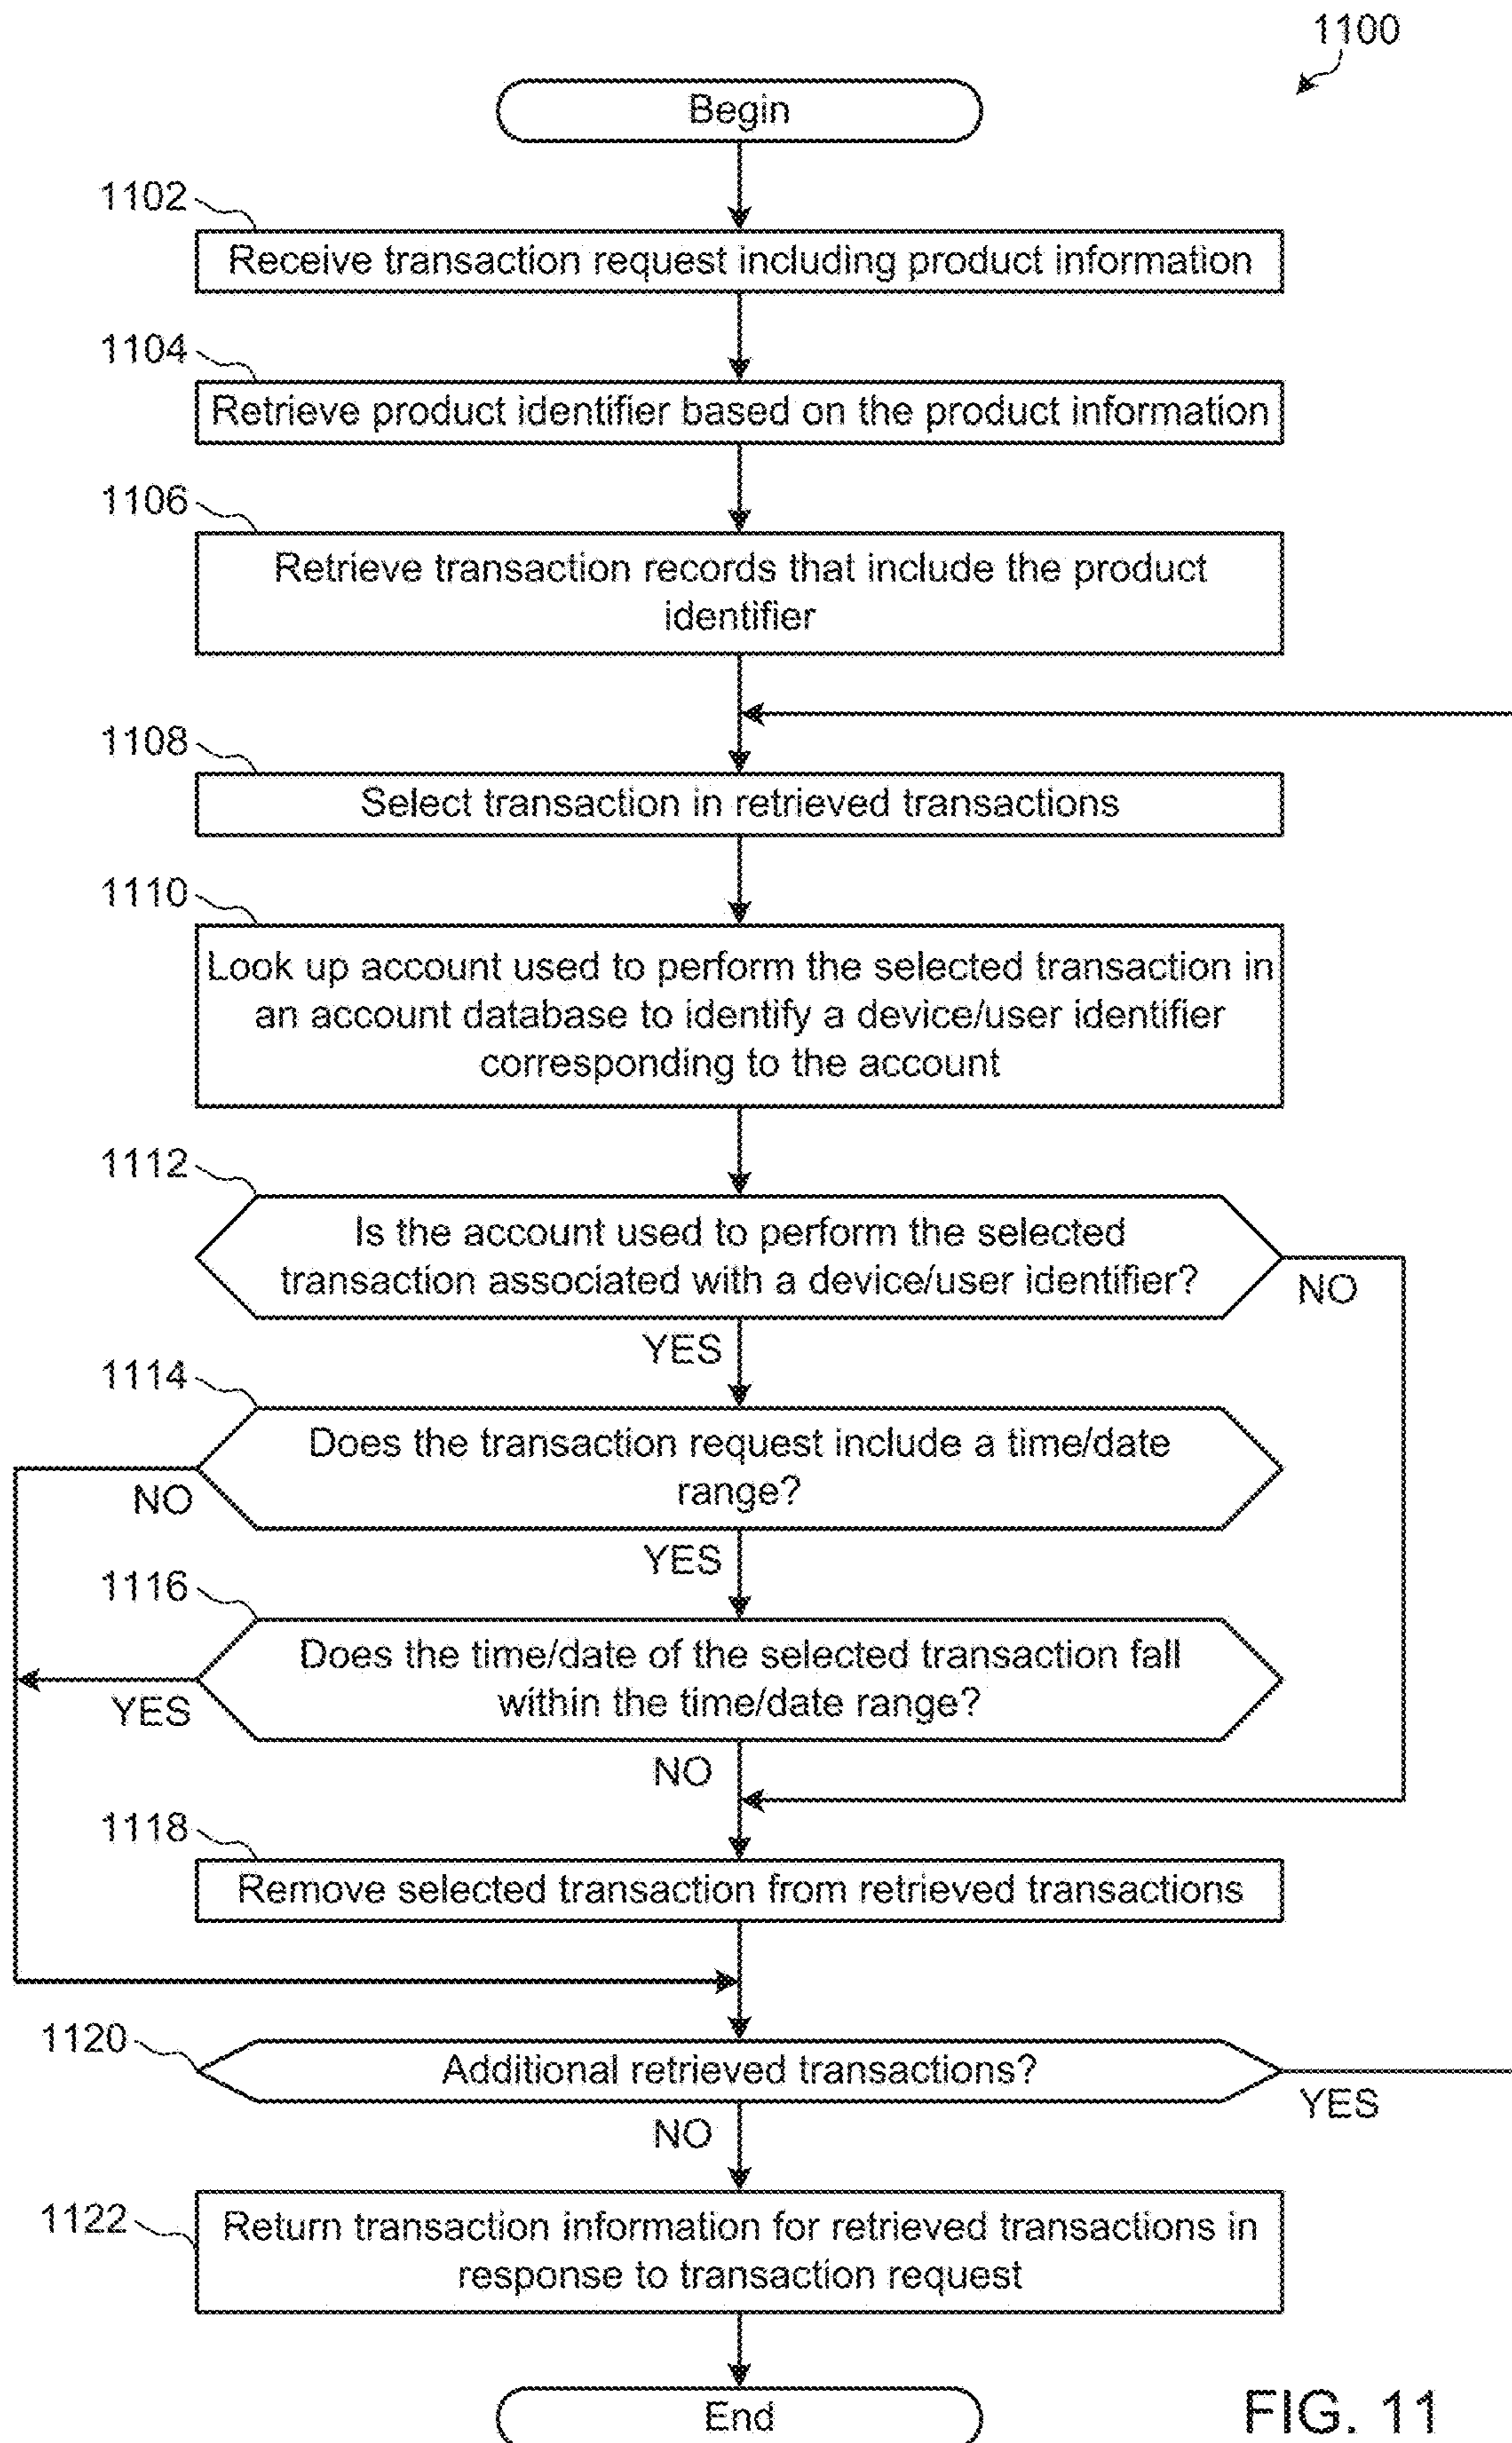 1100
Begin
1102
Receive transaction request including product information
1104
Retrieve product identifier based on the product information
1106
Retrieve transaction records that include the product
identifier
1108
Select transaction in retrieved transactions
1110
Look up account used to perform the selected transaction in
an account database to identify a device/user identifier
corresponding to the account
1112
Is the account used to perform the selected
transaction associated with a device/user identifier?
NO
YES
1114
Does the transaction request include a time/date
range?
NO
YES
1116
Does the time/date of the selected transaction fall
within the time/date range?
YES
NO
1118
Remove selected transaction from retrieved transactions
1120
Additional retrieved transactions?
YES
NO
1122
Return transaction information for retrieved transactions in
response to transaction request
End
FIG. 11